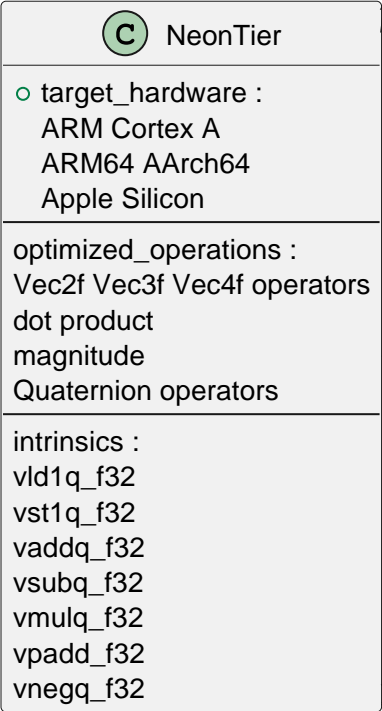 C NeonTier
target_hardware :
ARM Cortex A
ARM64 AArch64
Apple Silicon
optimized_operations :
Vec2f Vec3f Vec4f operators
dot product
magnitude
Quaternion operators
intrinsics :
vld1q_f32
vst1q_f32
vaddq_f32
vsubq_f32
vmulq_f32
vpadd_f32
vnegq_f32